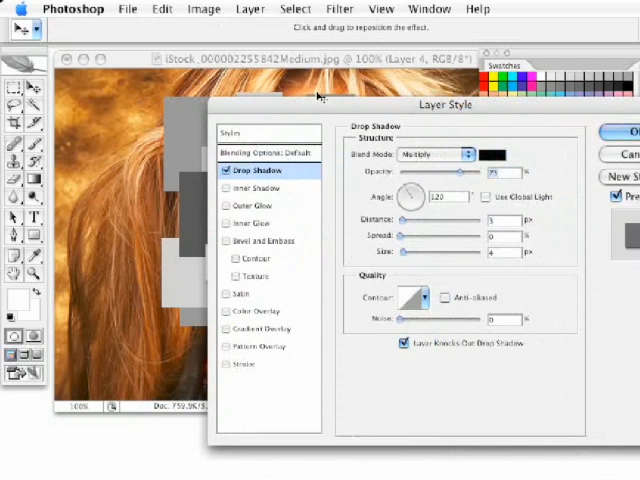 Photoshop File Edit Image Layer Select Filter View Window Help
Click and drag to reposition the effect.
iStock_000002255842Medium.jpg @ 100% (Layer 4, RGB/8*)
Swatches
Layer Style
Styles
Blending Options: Default
Drop Shadow
Inner Shadow
Outer Glow
Inner Glow
Bevel and Emboss
Contour
Texture
Satin
Color Overlay
Gradient Overlay
Pattern Overlay
Stroke
Drop Shadow
Structure
Blend Mode: Multiply
Opacity: 75 %
Angle: 120 ° Use Global Light
Distance: 3 px
Spread: 0 %
Size: 4 px
Quality
Contour: Anti-aliased
Noise: 0 %
Layer Knocks Out Drop Shadow
New St
Pre
100%